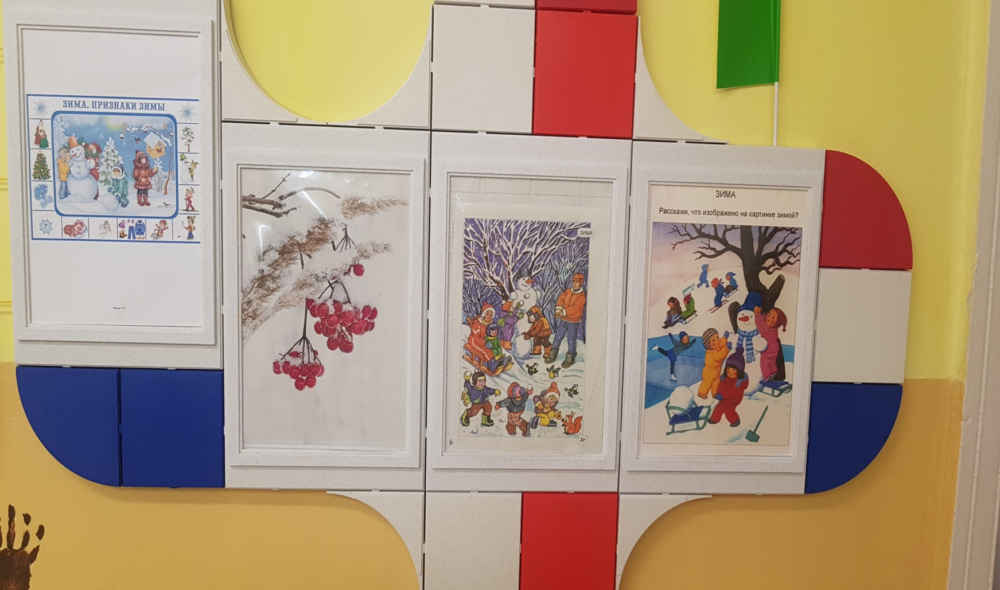 ЗИМА. ПРИЗНАКИ ЗИМЫ
ЗИМА
37
ЗИМА
Расскажи, что изображено на картинке зимой?